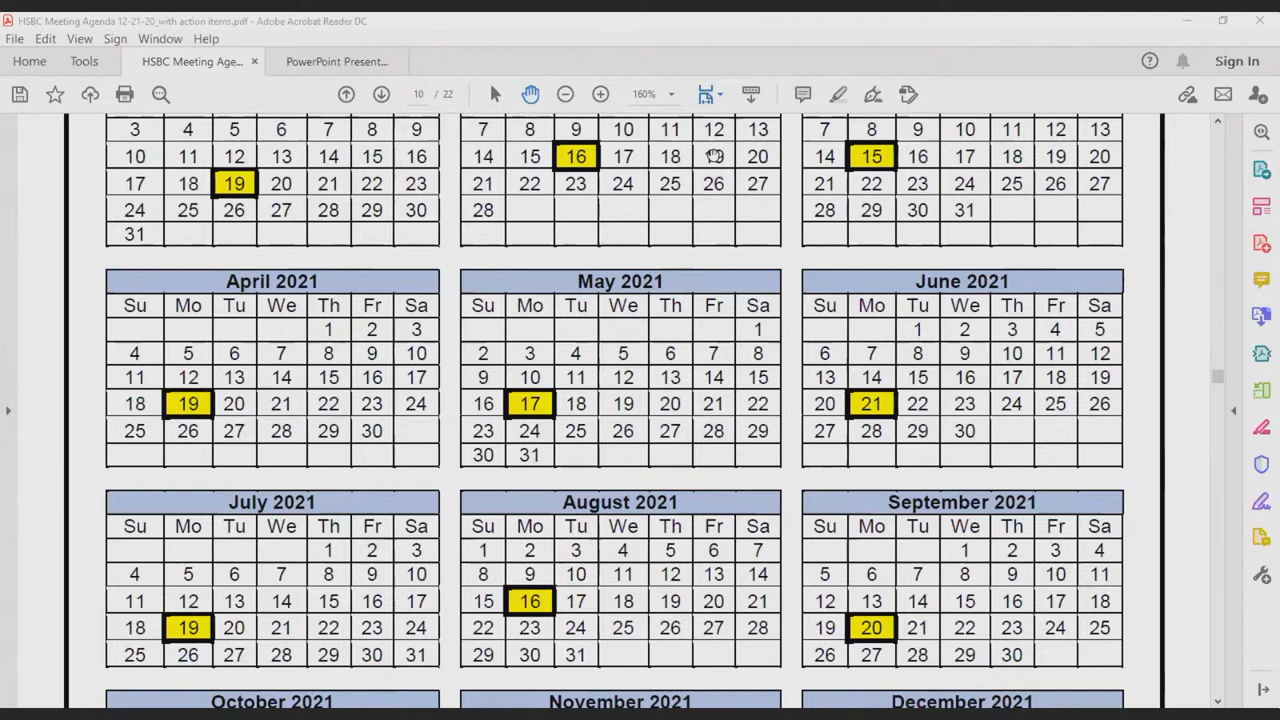 HSBC Meeting Agenda 12-21-20_with action items.pdf - Adobe Acrobat Reader DC
File Edit View Sign Window Help
Home Tools HSBC Meeting Age... × PowerPoint Present... Sign In
10 / 22 160%
3 4 5 6 7 8 9
10 11 12 13 14 15 16
17 18 19 20 21 22 23
24 25 26 27 28 29 30
31
7 8 9 10 11 12 13
14 15 16 17 18 20
21 22 23 24 25 26 27
28
7 8 9 10 11 12 13
14 15 16 17 18 19 20
21 22 23 24 25 26 27
28 29 30 31
April 2021
Su Mo Tu We Th Fr Sa
1 2 3
4 5 6 7 8 9 10
11 12 13 14 15 16 17
18 19 20 21 22 23 24
25 26 27 28 29 30
May 2021
Su Mo Tu We Th Fr Sa
1
2 3 4 5 6 7 8
9 10 11 12 13 14 15
16 17 18 19 20 21 22
23 24 25 26 27 28 29
30 31
June 2021
Su Mo Tu We Th Fr Sa
1 2 3 4 5
6 7 8 9 10 11 12
13 14 15 16 17 18 19
20 21 22 23 24 25 26
27 28 29 30
July 2021
Su Mo Tu We Th Fr Sa
1 2 3
4 5 6 7 8 9 10
11 12 13 14 15 16 17
18 19 20 21 22 23 24
25 26 27 28 29 30 31
August 2021
Su Mo Tu We Th Fr Sa
1 2 3 4 5 6 7
8 9 10 11 12 13 14
15 16 17 18 19 20 21
22 23 24 25 26 27 28
29 30 31
September 2021
Su Mo Tu We Th Fr Sa
1 2 3 4
5 6 7 8 9 10 11
12 13 14 15 16 17 18
19 20 21 22 23 24 25
26 27 28 29 30
October 2021
November 2021
December 2021